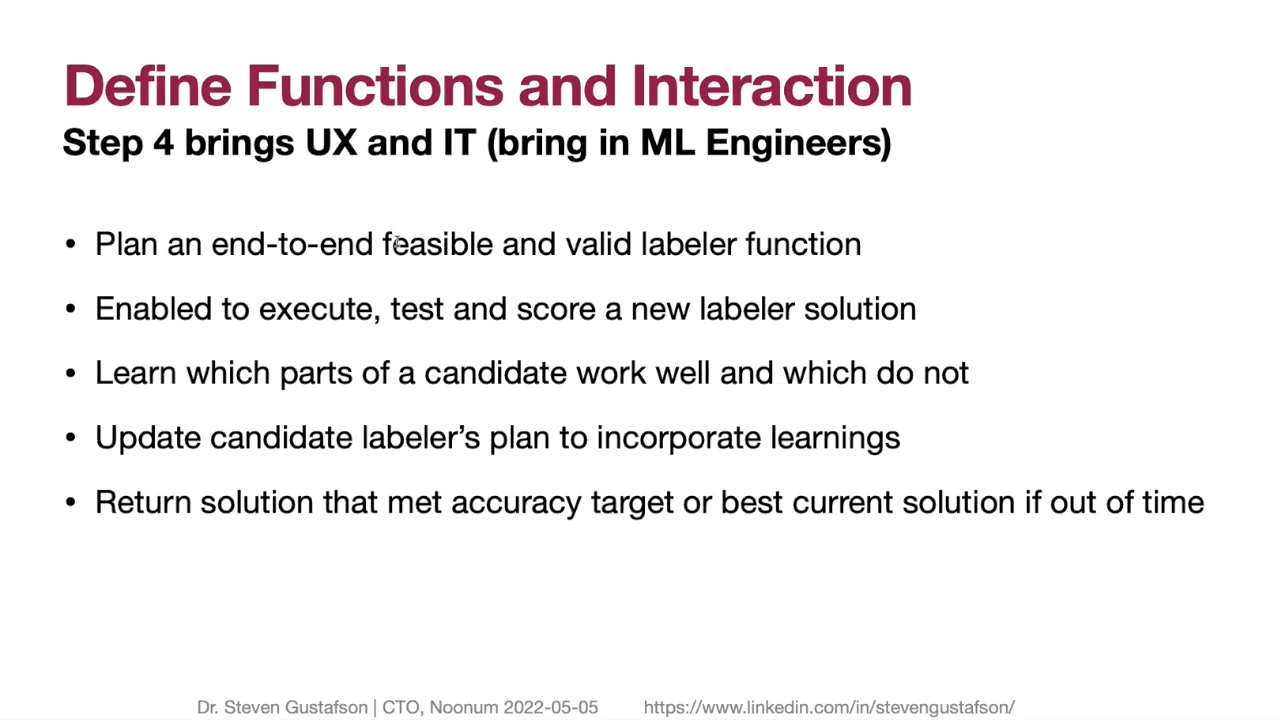 Define Functions and Interaction
Step 4 brings UX and IT (bring in ML Engineers)
• Plan an end-to-end feasible and valid labeler function
• Enabled to execute, test and score a new labeler solution
• Learn which parts of a candidate work well and which do not
• Update candidate labeler’s plan to incorporate learnings
• Return solution that met accuracy target or best current solution if out of time
Dr. Steven Gustafson | CTO, Noonum 2022-05-05 https://www.linkedin.com/in/stevengustafson/